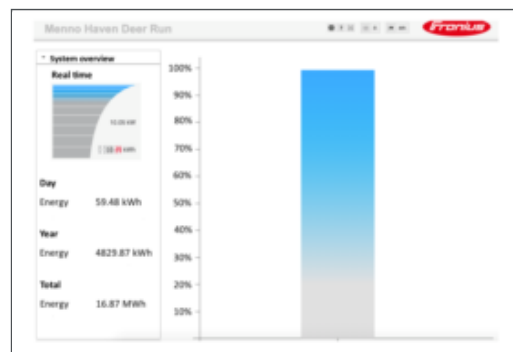 Menno Haven Deer Run
Fronius
System overview
Real time
Day
Energy 59.48 kWh
Year
Energy 4829.87 kWh
Total
Energy 16.87 MWh
100%
90%
80%
70%
60%
50%
40%
30%
20%
10%